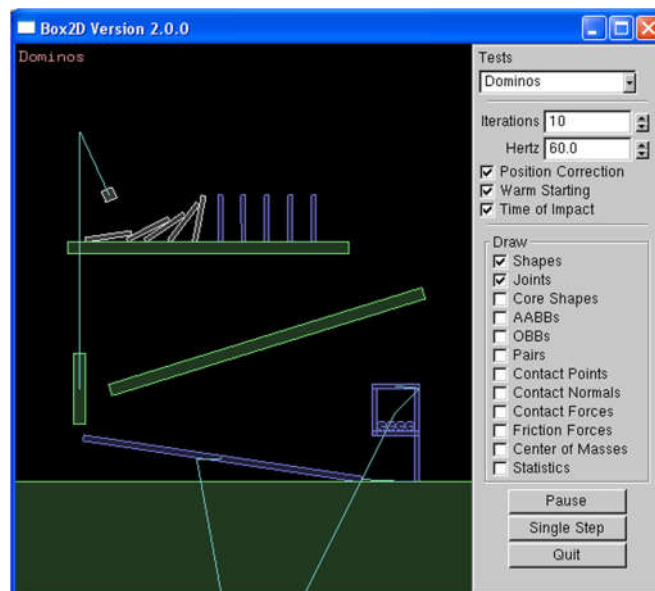 Box2D Version 2.0.0
Dominos
Tests
Dominos
Iterations 10
Hertz 60.0
Position Correction
Warm Starting
Time of Impact
Draw
Shapes
Joints
Core Shapes
AABBs
OBBs
Pairs
Contact Points
Contact Normals
Contact Forces
Friction Forces
Center of Masses
Statistics
Pause
Single Step
Quit